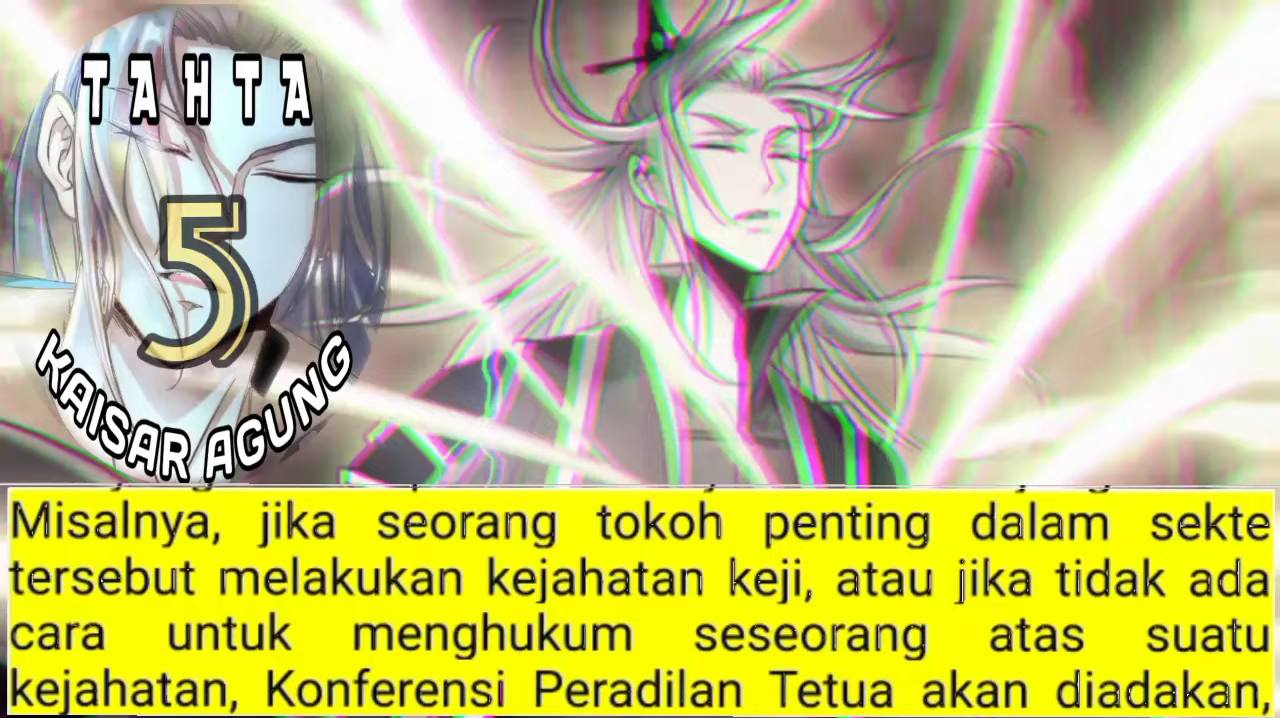 TAHTA
5
KAISAR AGUNG
Misalnya, jika seorang tokoh penting dalam sekte
tersebut melakukan kejahatan keji, atau jika tidak ada
cara untuk menghukum seseorang atas suatu
kejahatan, Konferensi Peradilan Tetua akan diadakan,